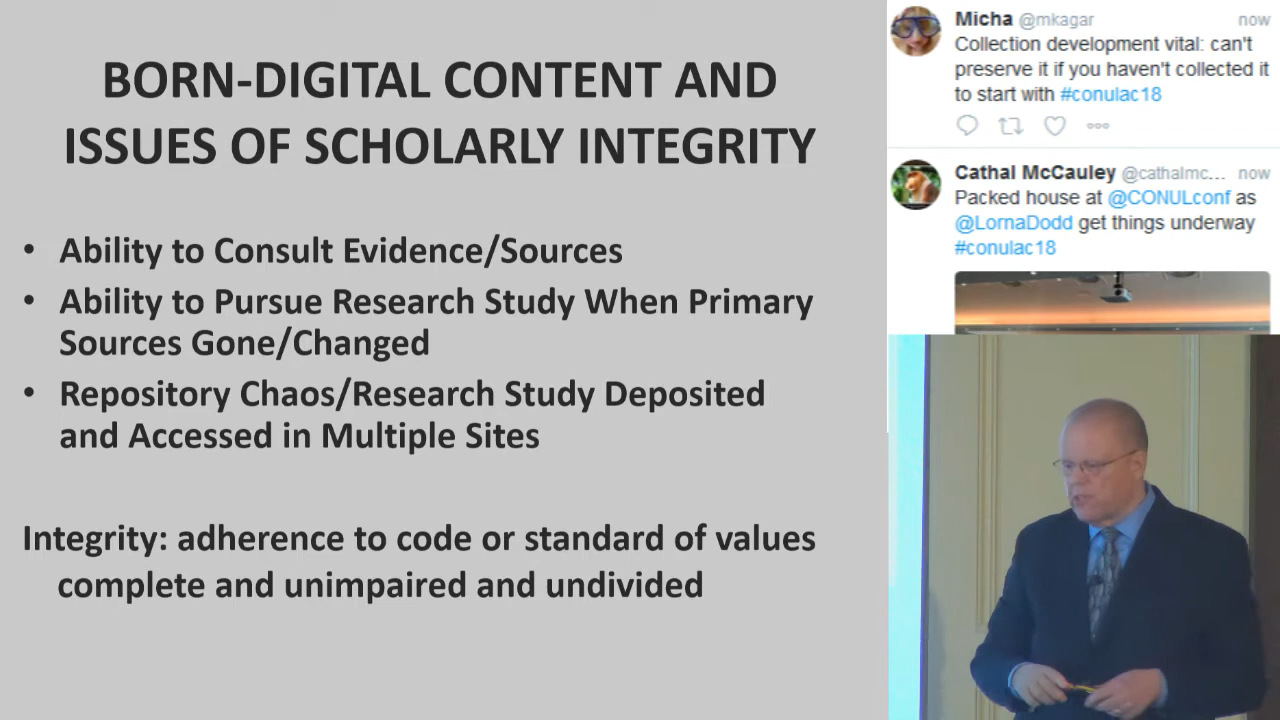 BORN-DIGITAL CONTENT AND
ISSUES OF SCHOLARLY INTEGRITY
• Ability to Consult Evidence/Sources
• Ability to Pursue Research Study When Primary
Sources Gone/Changed
• Repository Chaos/Research Study Deposited
and Accessed in Multiple Sites
Integrity: adherence to code or standard of values
complete and unimpaired and undivided
Micha @mkagar now
Collection development vital: can't
preserve it if you haven't collected it
to start with #conulac18
Cathal McCauley @cathalmc... now
Packed house at @CONULconf as
@LornaDodd get things underway
#conulac18